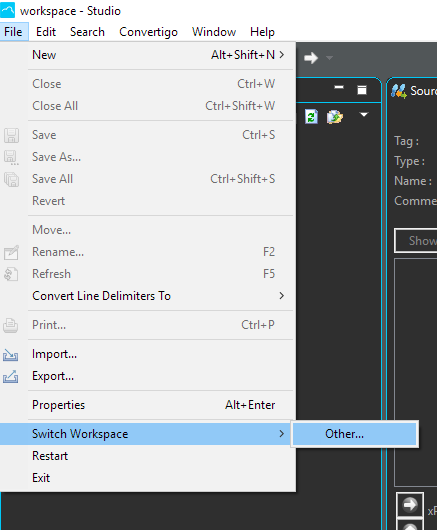 workspace - Studio
File Edit Search Convertigo Window Help
New Alt+Shift+N >
Close Ctrl+W
Close All Ctrl+Shift+W
Save Ctrl+S
Save As...
Save All Ctrl+Shift+S
Revert
Move...
Rename... F2
Refresh F5
Convert Line Delimiters To >
Print... Ctrl+P
Import...
Export...
Properties Alt+Enter
Switch Workspace >
Other...
Restart
Exit
Sour
Tag :
Type :
Name :
Comme
Show